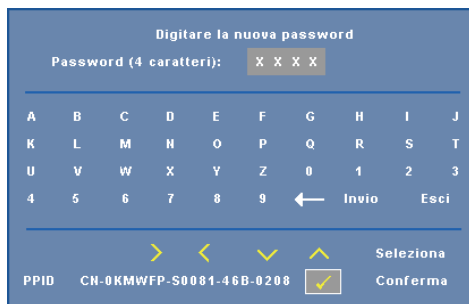 Digitare la nuova password
Password (4 caratteri): X X X X
A B C D E F G H I J
K L M N O P Q R S T
U V W X Y Z 0 1 2 3
4 5 6 7 8 9 Invio Esci
Seleziona
PPID CN-0KMWFP-S0081-46B-0208 Conferma